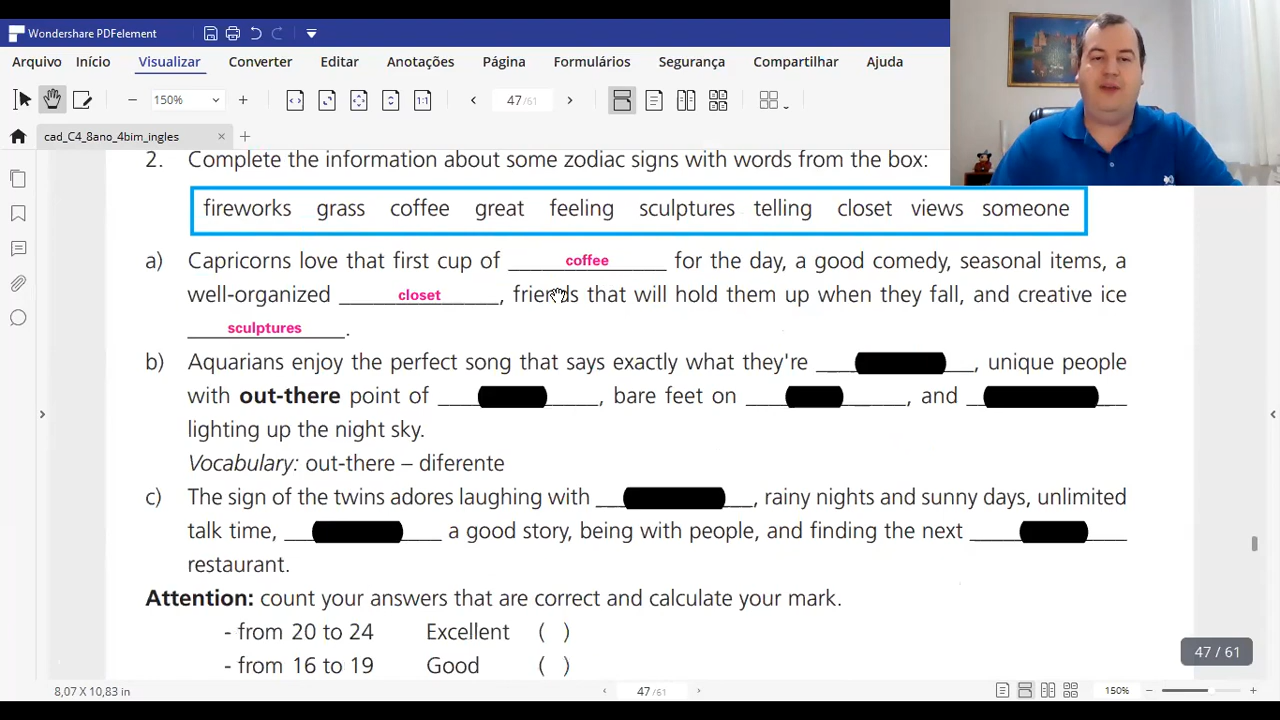 Wondershare PDFelement
Arquivo Início Visualizar Converter Editar Anotações Página Formulários Segurança Compartilhar Ajuda
150% 47 /61
cad_C4_8ano_4bim_ingles
2. Complete the information about some zodiac signs with words from the box:
fireworks grass coffee great feeling sculptures telling closet views someone
a) Capricorns love that first cup of coffee for the day, a good comedy, seasonal items, a
well-organized closet, friends that will hold them up when they fall, and creative ice
sculptures.
b) Aquarians enjoy the perfect song that says exactly what they're ____, unique people
with out-there point of ____, bare feet on ____, and ____
lighting up the night sky.
Vocabulary: out-there – diferente
c) The sign of the twins adores laughing with ____, rainy nights and sunny days, unlimited
talk time, ____ a good story, being with people, and finding the next ____
restaurant.
Attention: count your answers that are correct and calculate your mark.
- from 20 to 24 Excellent ( )
- from 16 to 19 Good ( )
47 / 61
8,07 X 10,83 in 47 /61 150%